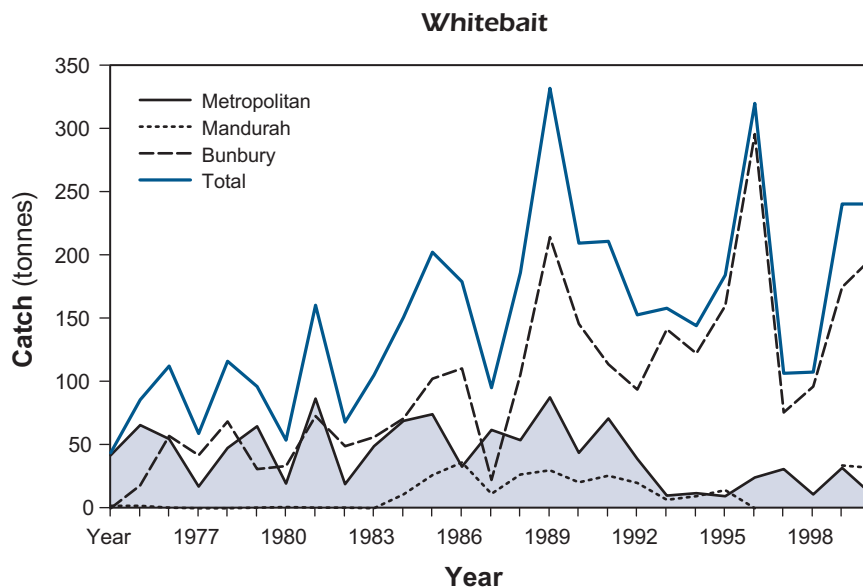 Whitebait
350
300
250
200
150
100
50
0
Catch (tonnes)
Metropolitan
Mandurah
Bunbury
Total
Year 1977 1980 1983 1986 1989 1992 1995 1998
Year